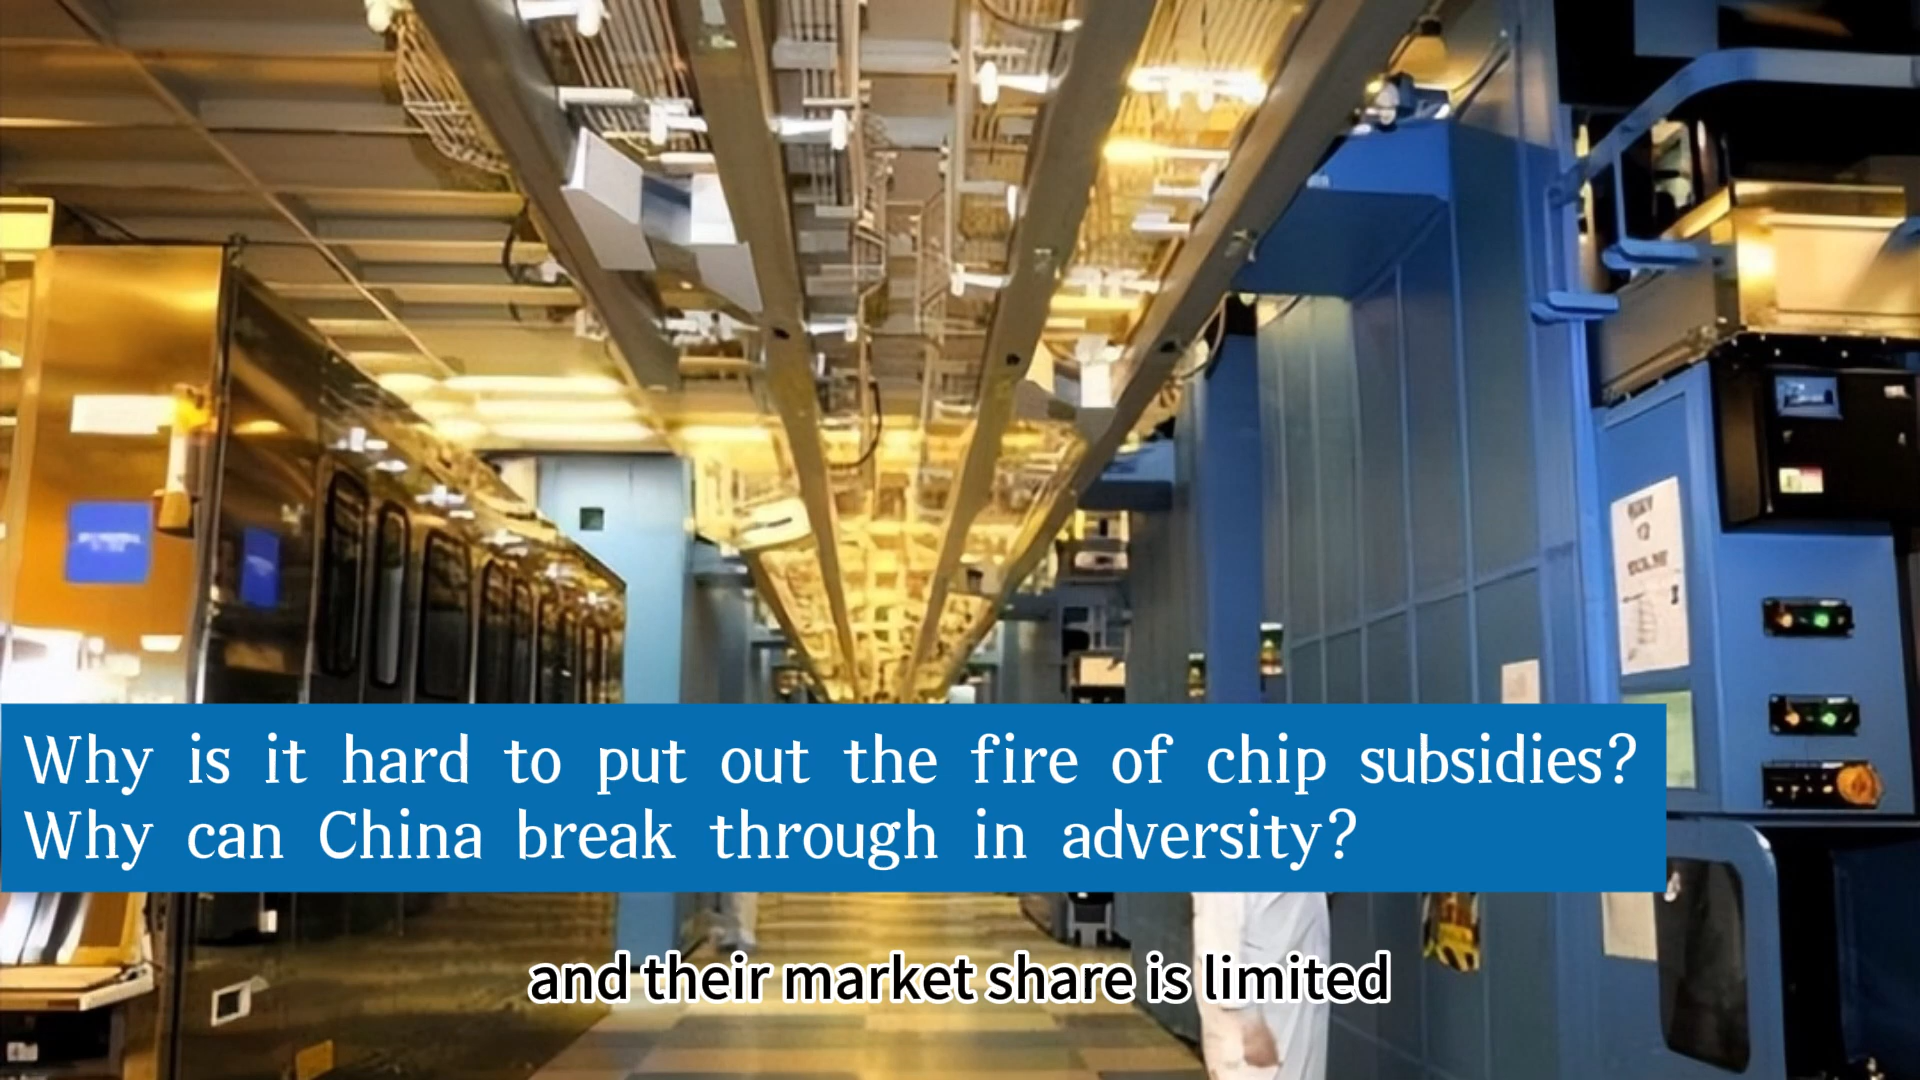 Why is it hard to put out the fire of chip subsidies?
Why can China break through in adversity?
and their market share is limited